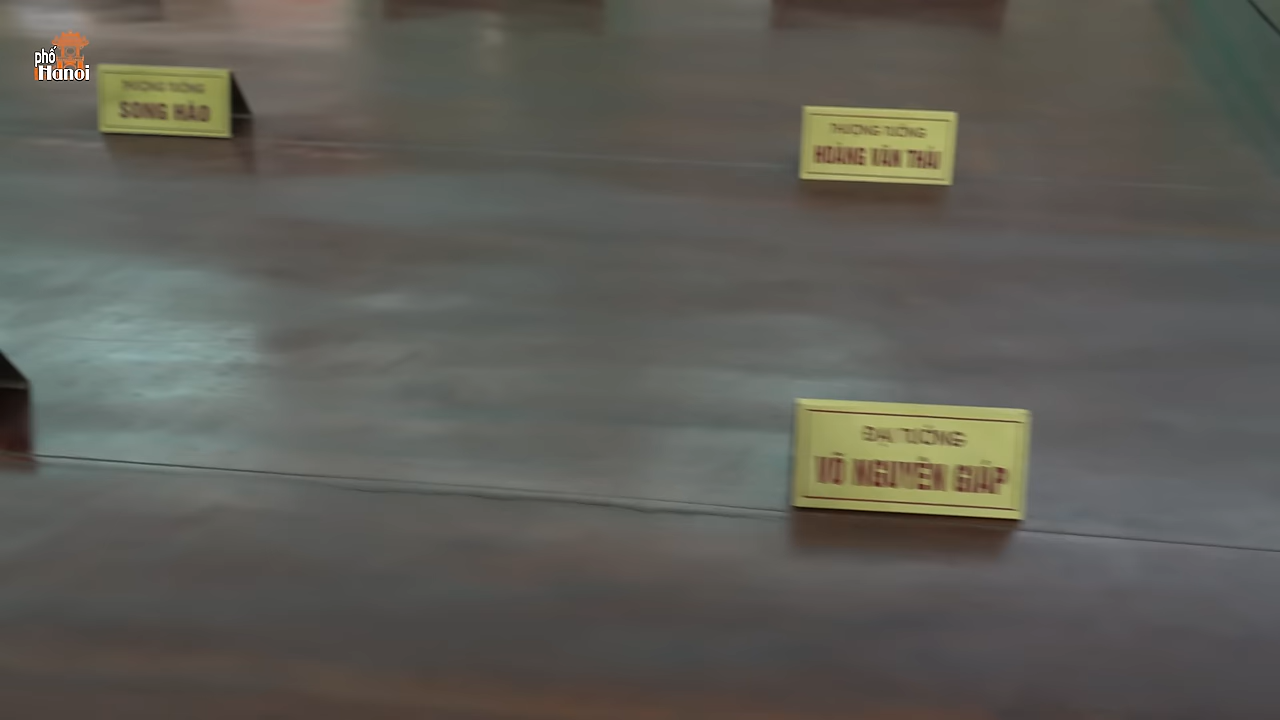 phố
Hanoi
THƯỢNG TƯỚNG
SONG HÀO
THƯỢNG TƯỚNG
HOÀNG VĂN THÁI
ĐẠI TƯỚNG
VÕ NGUYÊN GIÁP